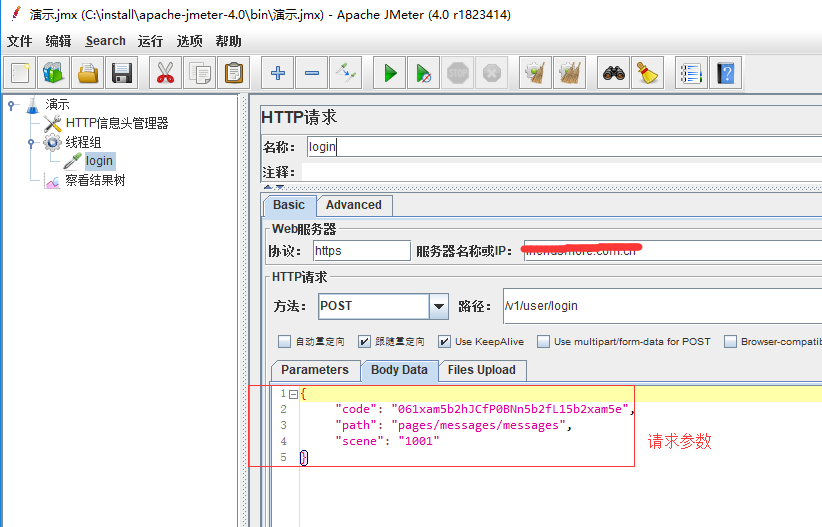 演示.jmx (C:\install\apache-jmeter-4.0\bin\演示.jmx) - Apache JMeter (4.0 r1823414)
文件 编辑 Search 运行 选项 帮助
演示
HTTP信息头管理器
线程组
login
察看结果树
HTTP请求
名称： login
注释：
Basic Advanced
Web服务器
协议： https 服务器名称或IP：
HTTP请求
方法： POST 路径： /v1/user/login
自动重定向 跟随重定向 Use KeepAlive Use multipart/form-data for POST Browser-compatib
Parameters Body Data Files Upload
1 {
2 "code": "061xam5b2hJCfP0BNn5b2fL15b2xam5e",
3 "path": "pages/messages/messages",
4 "scene": "1001"
5 }
请求参数